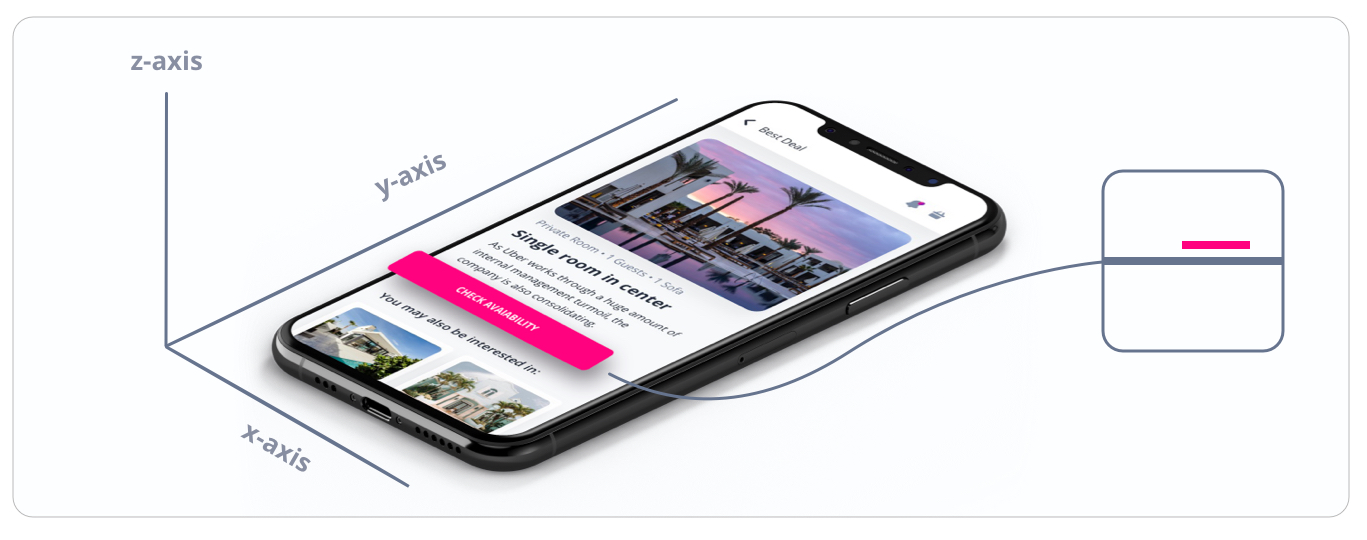 z-axis
y-axis
x-axis
Best Deal
Private Room • 1 Guests • 1 Sofa
Single room in center
As Uber works through a huge amount of
internal management turmoil, the
company is also consolidating.
CHECK AVAIABILITY
You may also be interested in: